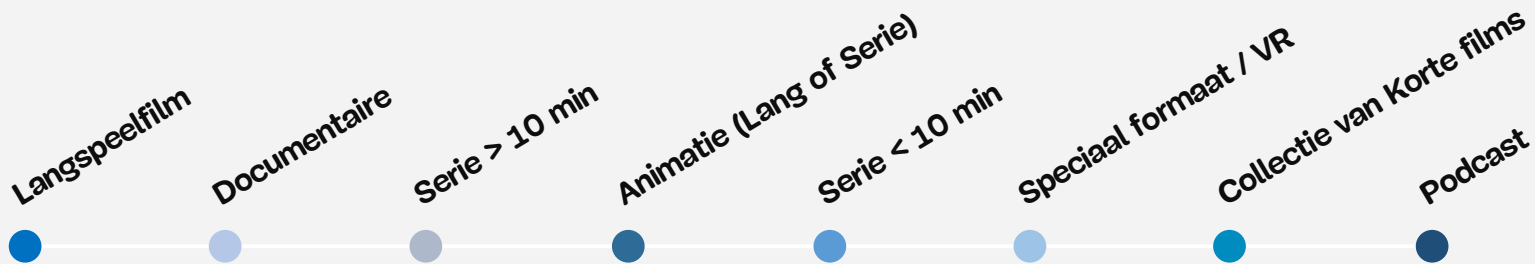 Langspeelfilm
Documentaire
Serie > 10 min
Animatie (Lang of Serie)
Serie < 10 min
Speciaal formaat / VR
Collectie van Korte films
Podcast